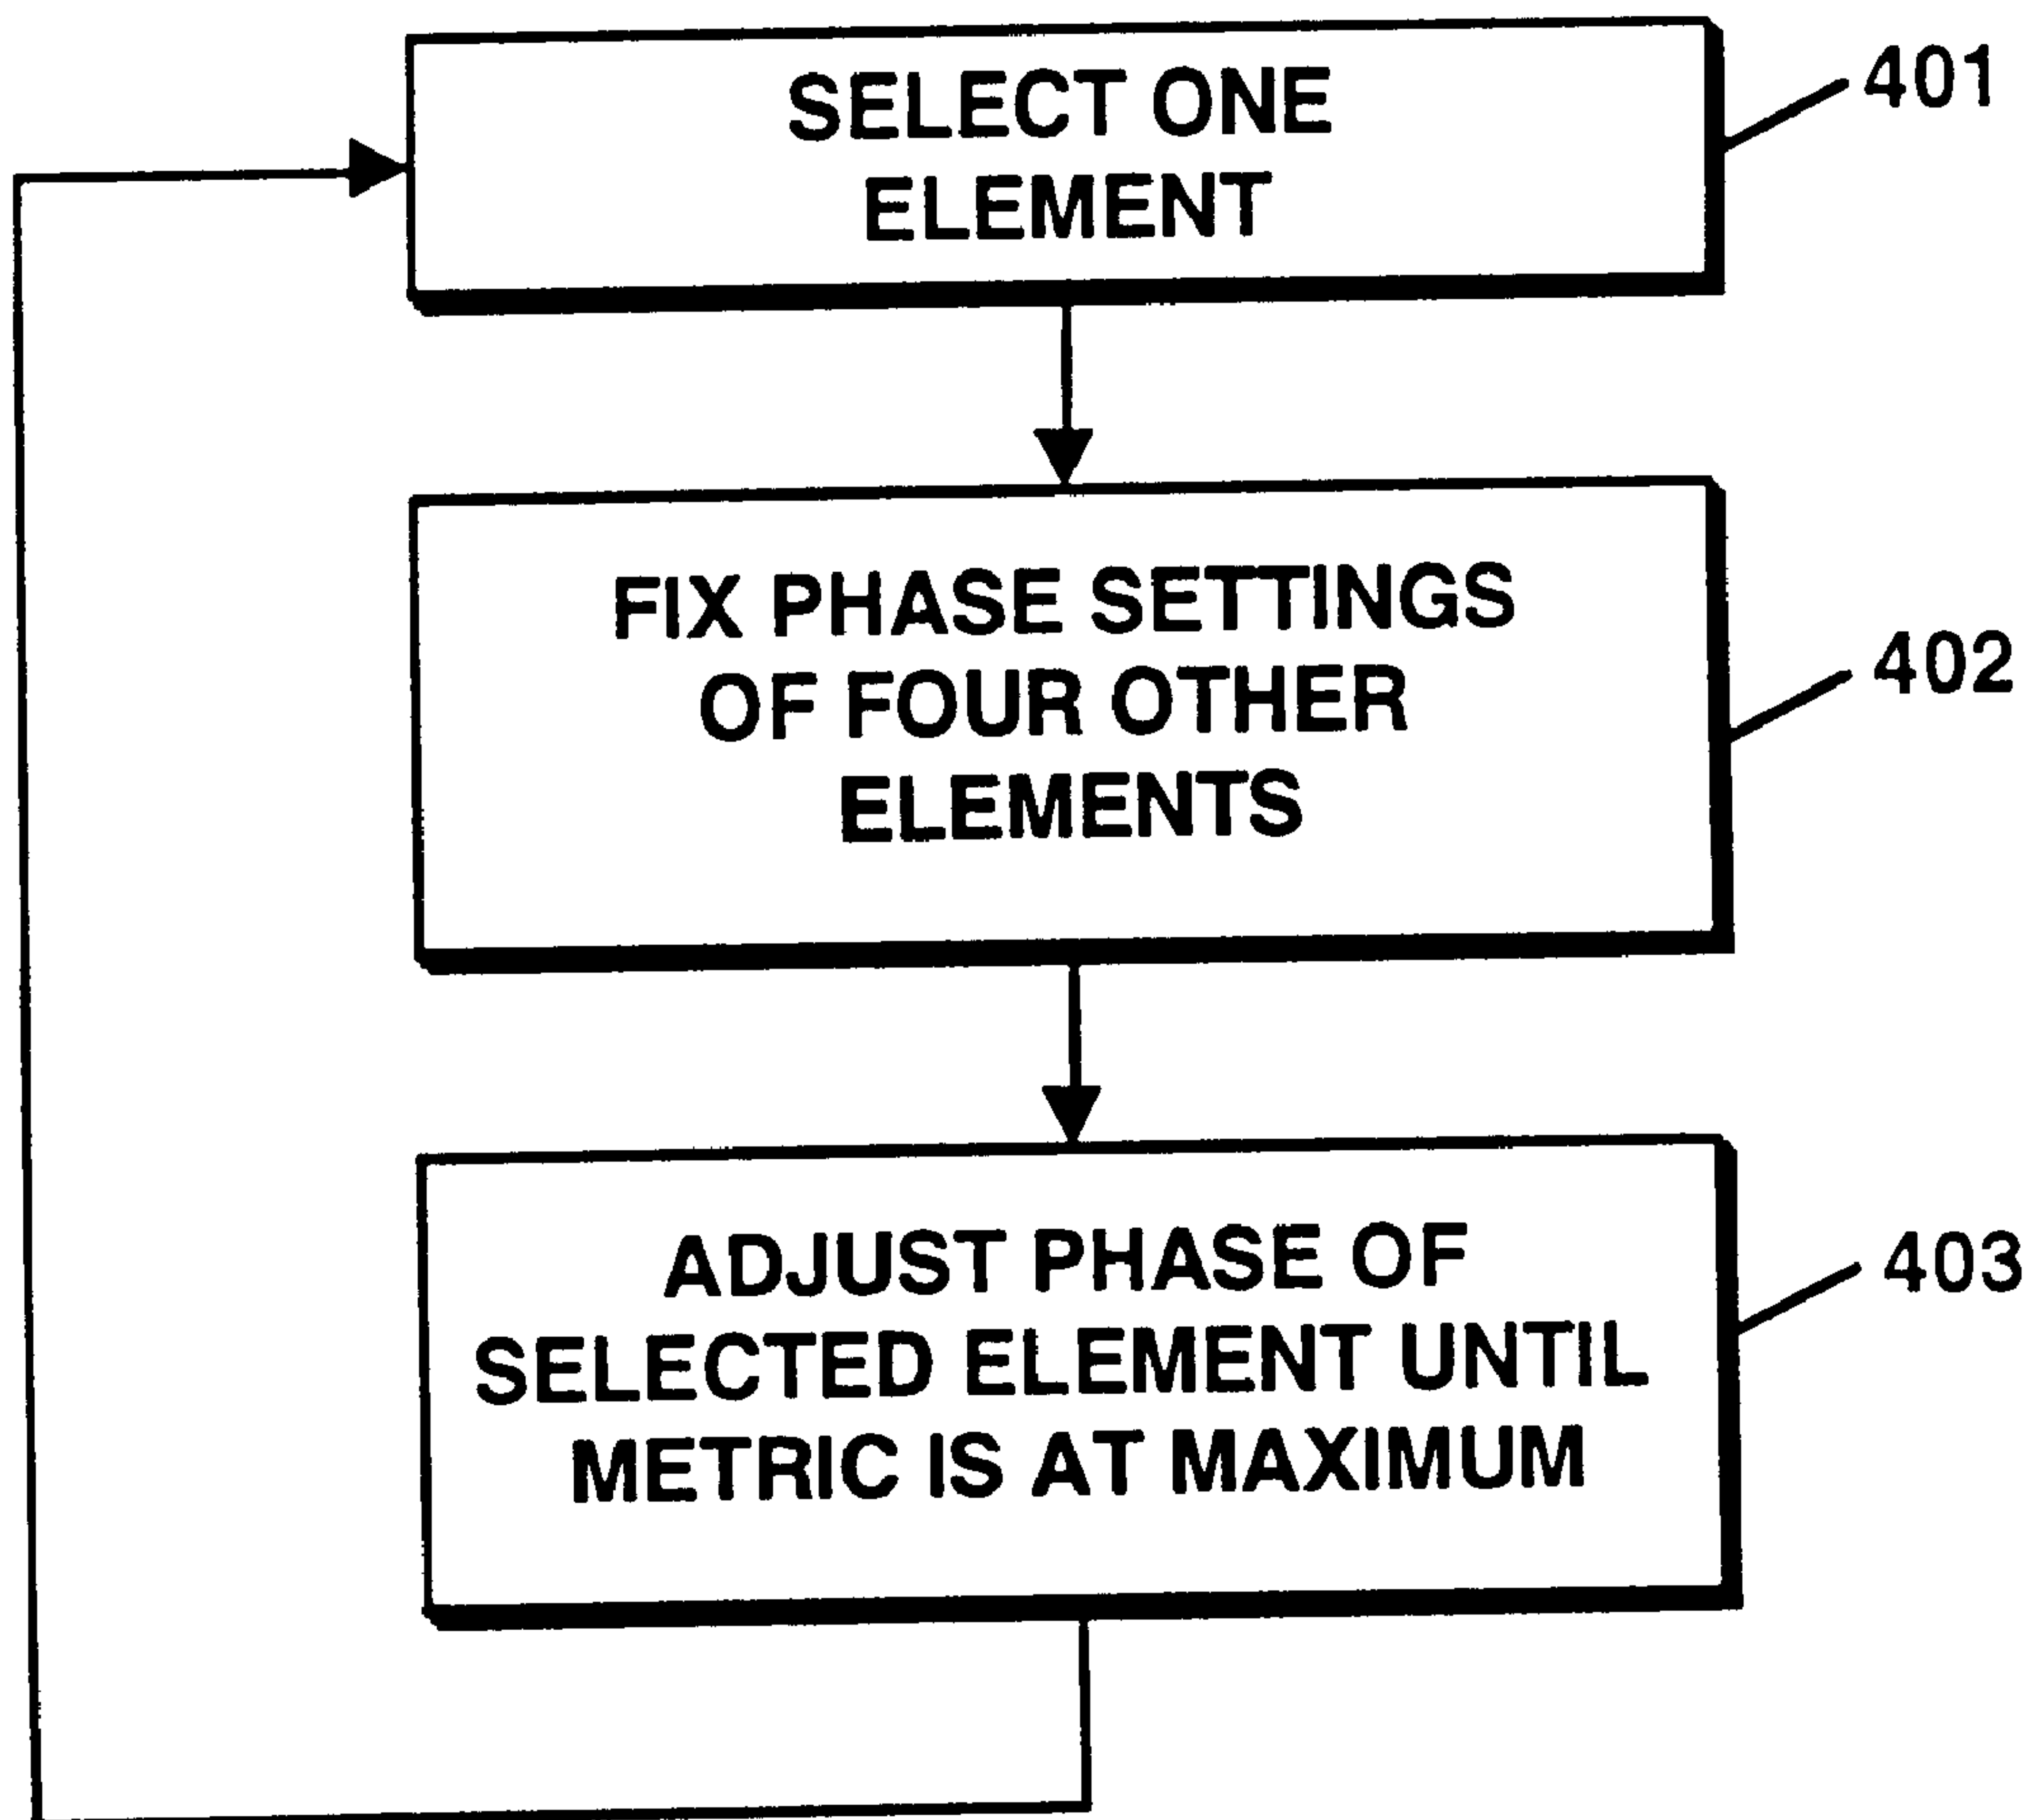 SELECT ONE
ELEMENT
401
FIX PHASE SETTINGS
OF FOUR OTHER
ELEMENTS
402
ADJUST PHASE OF
SELECTED ELEMENT UNTIL
METRIC IS AT MAXIMUM
403